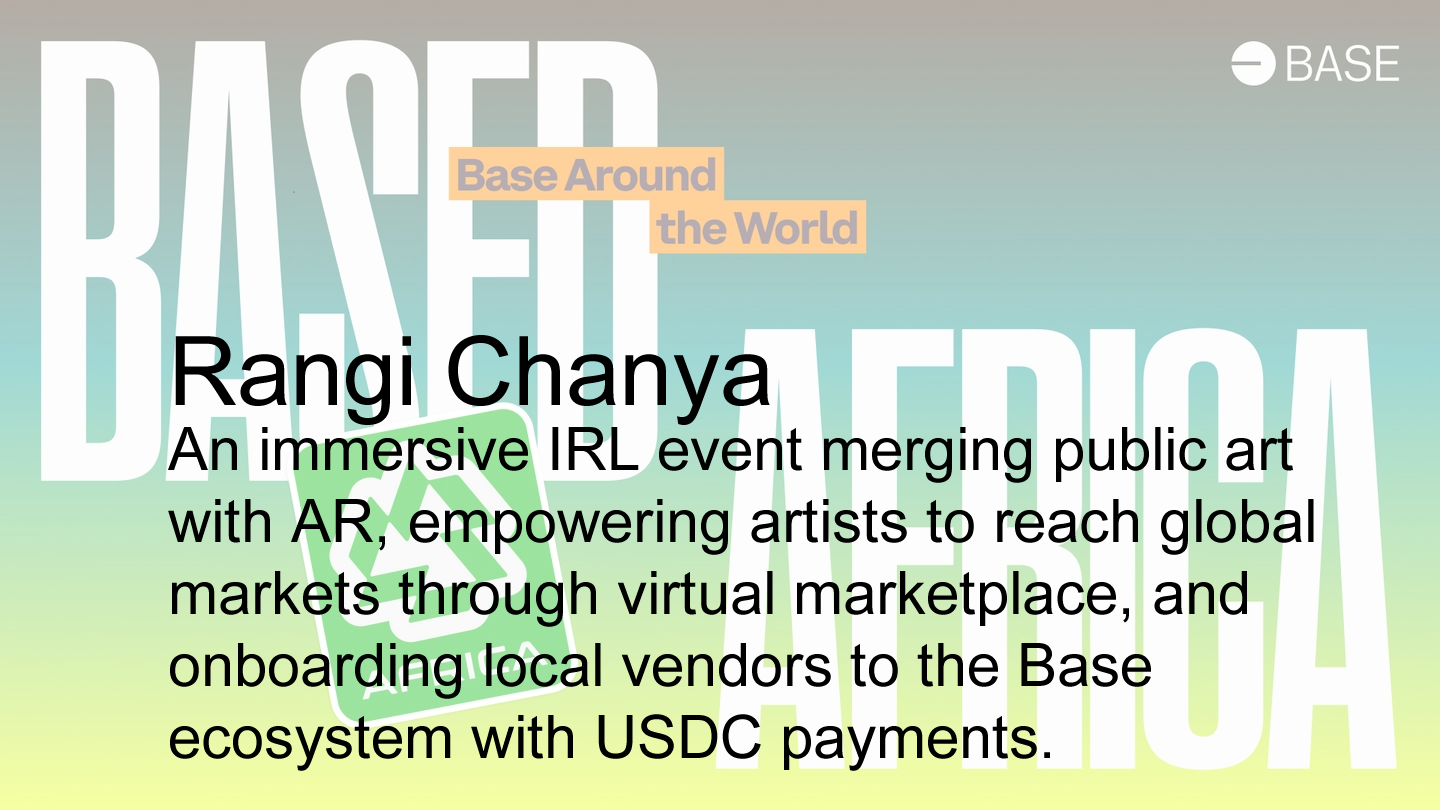 BASED
BASE
Base Around
the World
AFRICA
Rangi Chanya
An immersive IRL event merging public art
with AR, empowering artists to reach global
markets through virtual marketplace, and
onboarding local vendors to the Base
ecosystem with USDC payments.
AFRICA